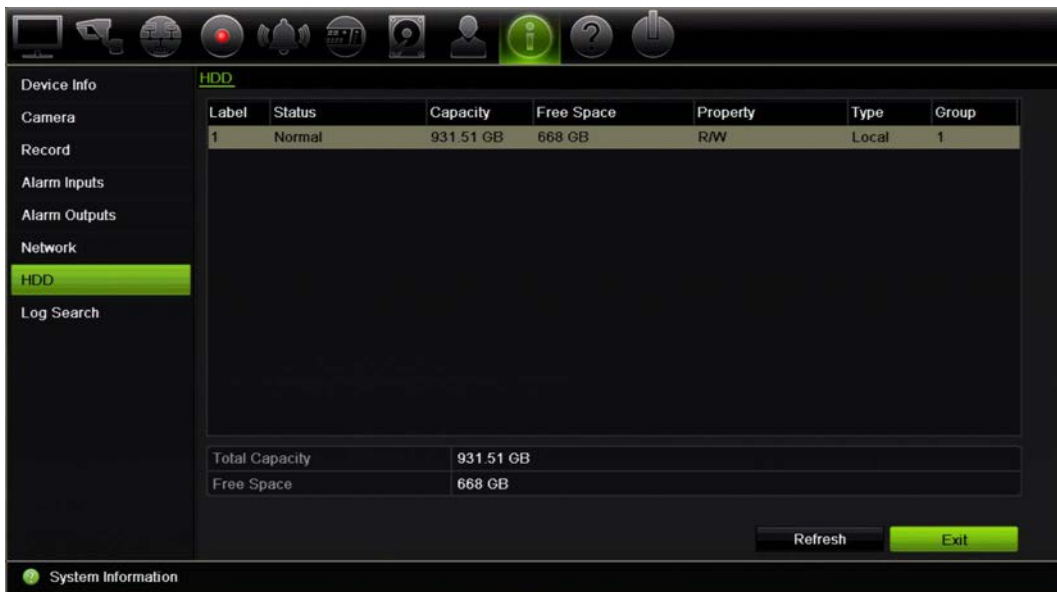 Device Info
Camera
Record
Alarm Inputs
Alarm Outputs
Network
HDD
Log Search
HDD
Label Status Capacity Free Space Property Type Group
1 Normal 931.51 GB 668 GB R/W Local 1
Total Capacity 931.51 GB
Free Space 668 GB
Refresh Exit
System Information